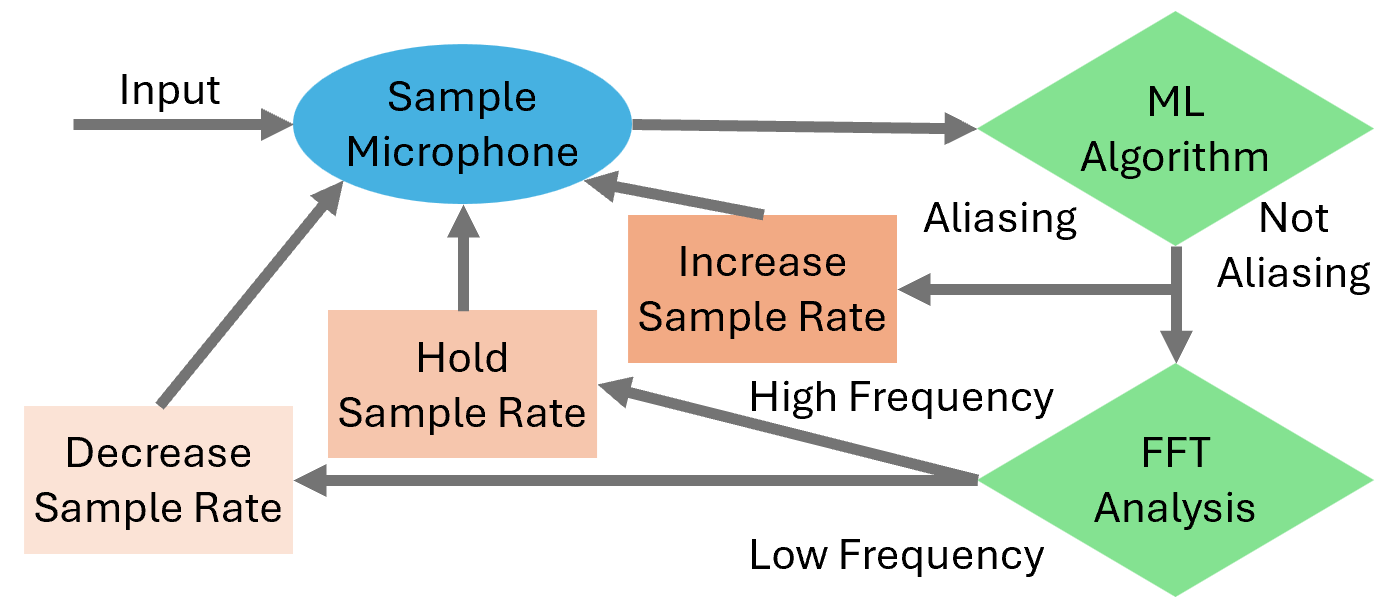 Input
Sample
Microphone
ML
Algorithm
Aliasing
Not
Aliasing
Increase
Sample Rate
Hold
Sample Rate
High Frequency
Decrease
Sample Rate
FFT
Analysis
Low Frequency